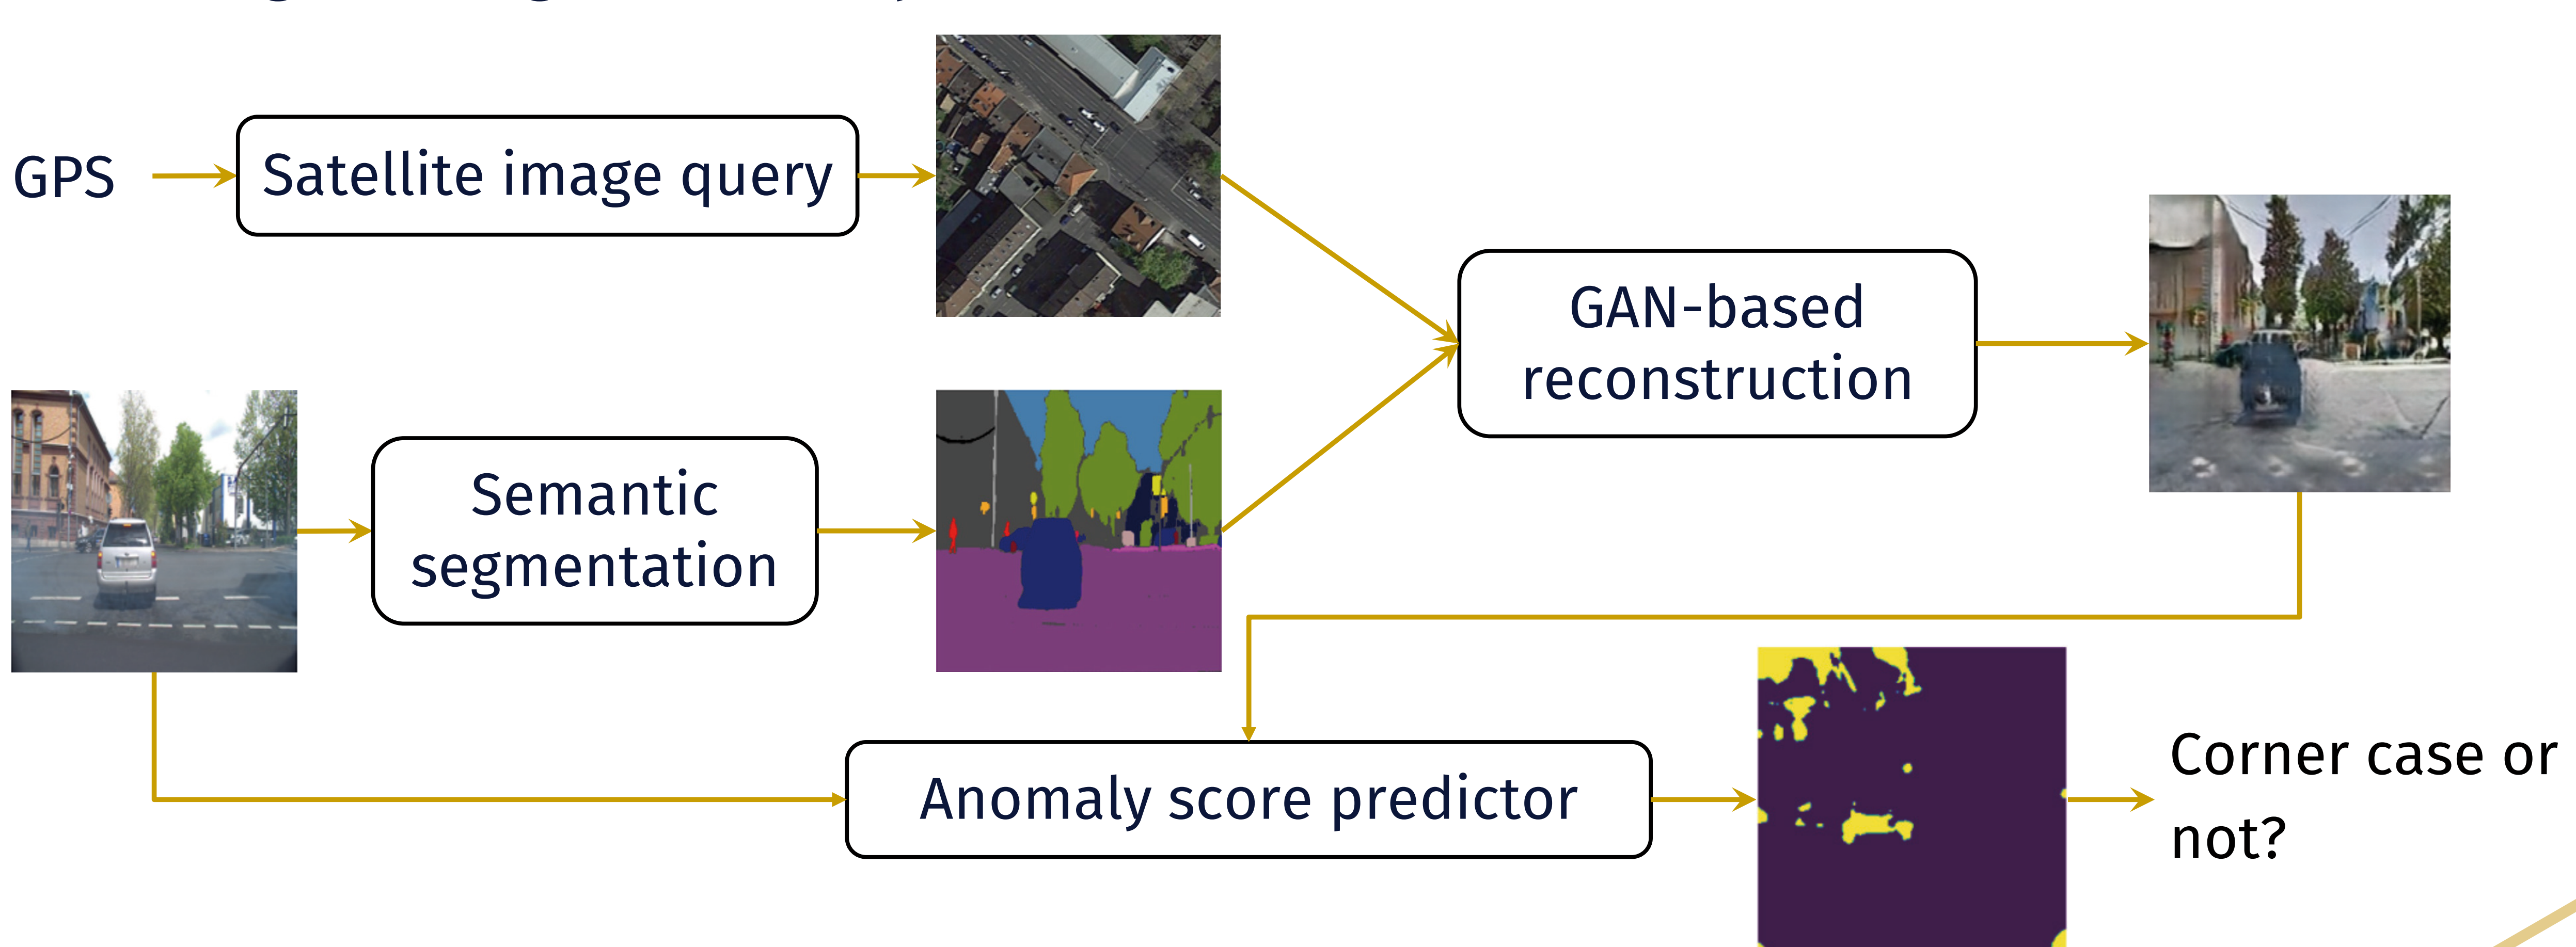 GPS
Satellite image query
GAN-based
reconstruction
Semantic
segmentation
Anomaly score predictor
Corner case or
not?